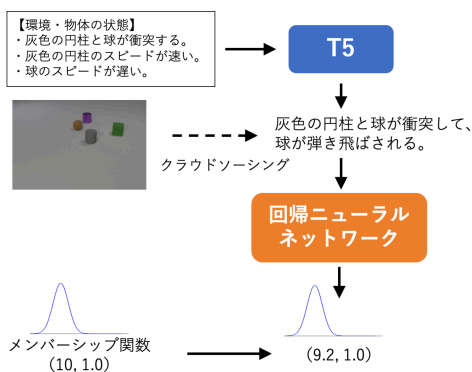 【環境・物体の状態】
・灰色の円柱と球が衝突する。
・灰色の円柱のスピードが速い。
・球のスピードが遅い。
T5
灰色の円柱と球が衝突して、
球が弾き飛ばされる。
クラウドソーシング
回帰ニューラル
ネットワーク
メンバーシップ関数
(10, 1.0)
(9.2, 1.0)